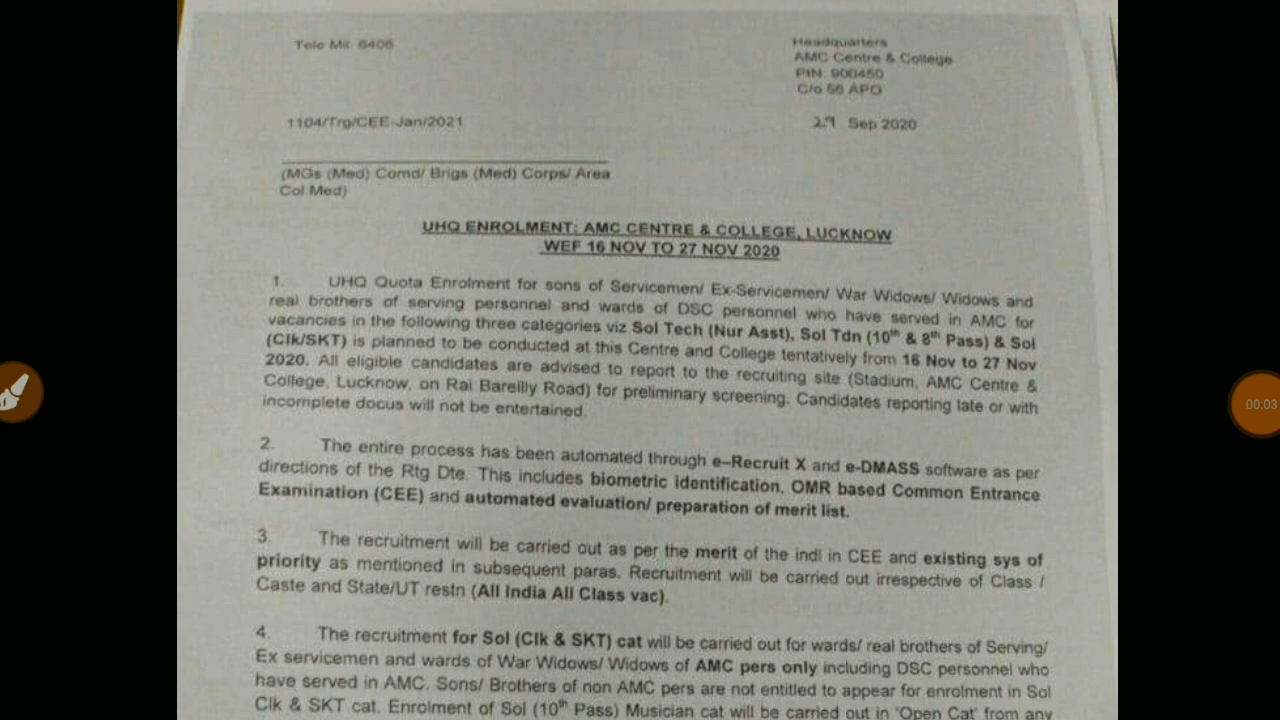 Tele Mil: 6406
Headquarters
AMC Centre & College
PIN: 900450
C/o 56 APO
1104/Trg/CEE-Jan/2021
29 Sep 2020
(MGs (Med) Comd/ Brigs (Med) Corps/ Area
Col Med)
UHQ ENROLMENT: AMC CENTRE & COLLEGE, LUCKNOW
WEF 16 NOV TO 27 NOV 2020
1. UHQ Quota Enrolment for sons of Servicemen/ Ex-Servicemen/ War Widows/ Widows and
real brothers of serving personnel and wards of DSC personnel who have served in AMC for
vacancies in the following three categories viz Sol Tech (Nur Asst), Sol Tdn (10th & 8th Pass) & Sol
(Clk/SKT) is planned to be conducted at this Centre and College tentatively from 16 Nov to 27 Nov
2020. All eligible candidates are advised to report to the recruiting site (Stadium, AMC Centre &
College, Lucknow, on Rai Bareilly Road) for preliminary screening. Candidates reporting late or with
incomplete docus will not be entertained.
2. The entire process has been automated through e–Recruit X and e-DMASS software as per
directions of the Rtg Dte. This includes biometric identification, OMR based Common Entrance
Examination (CEE) and automated evaluation/ preparation of merit list.
3. The recruitment will be carried out as per the merit of the indl in CEE and existing sys of
priority as mentioned in subsequent paras. Recruitment will be carried out irrespective of Class /
Caste and State/UT restn (All India All Class vac).
4. The recruitment for Sol (Clk & SKT) cat will be carried out for wards/ real brothers of Serving/
Ex servicemen and wards of War Widows/ Widows of AMC pers only including DSC personnel who
have served in AMC. Sons/ Brothers of non AMC pers are not entitled to appear for enrolment in Sol
Clk & SKT cat. Enrolment of Sol (10th Pass) Musician cat will be carried out in 'Open Cat' from any
00:03